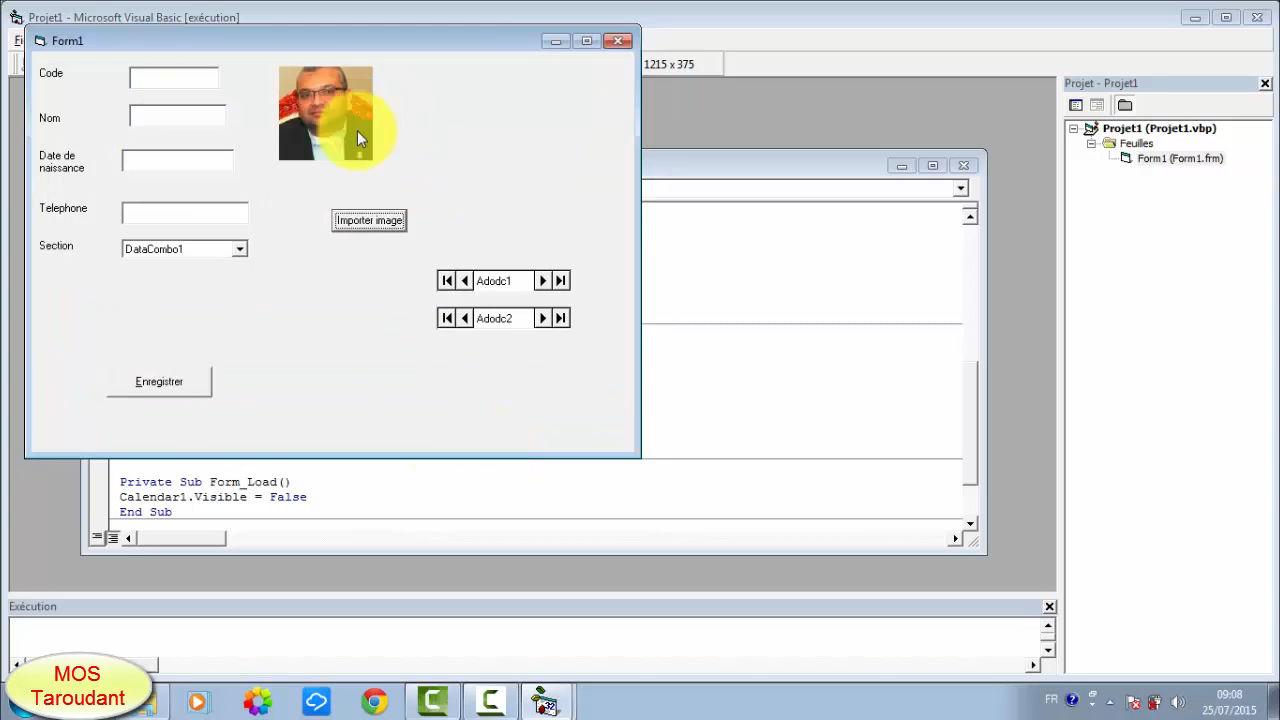 Projet1 - Microsoft Visual Basic [exécution]
Form1
1215 x 375
Projet - Projet1
Code
Nom
Projet1 (Projet1.vbp)
Feuilles
Form1 (Form1.frm)
Date de
naissance
Telephone
Importer image
Section
DataCombo1
Adodc1
Adodc2
Enregistrer
Private Sub Form_Load()
Calendar1.Visible = False
End Sub
Exécution
MOS
Taroudant
32
FR
09:08
25/07/2015